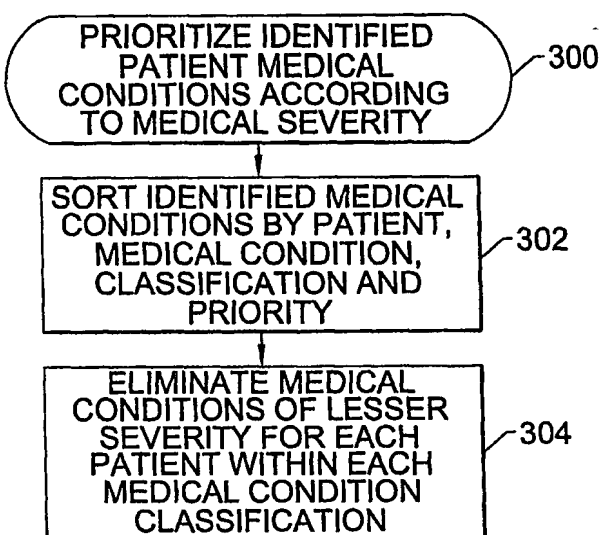 PRIORITIZE IDENTIFIED
PATIENT MEDICAL
CONDITIONS ACCORDING
TO MEDICAL SEVERITY
300
SORT IDENTIFIED MEDICAL
CONDITIONS BY PATIENT,
MEDICAL CONDITION,
CLASSIFICATION AND
PRIORITY
302
ELIMINATE MEDICAL
CONDITIONS OF LESSER
SEVERITY FOR EACH
PATIENT WITHIN EACH
MEDICAL CONDITION
CLASSIFICATION
304